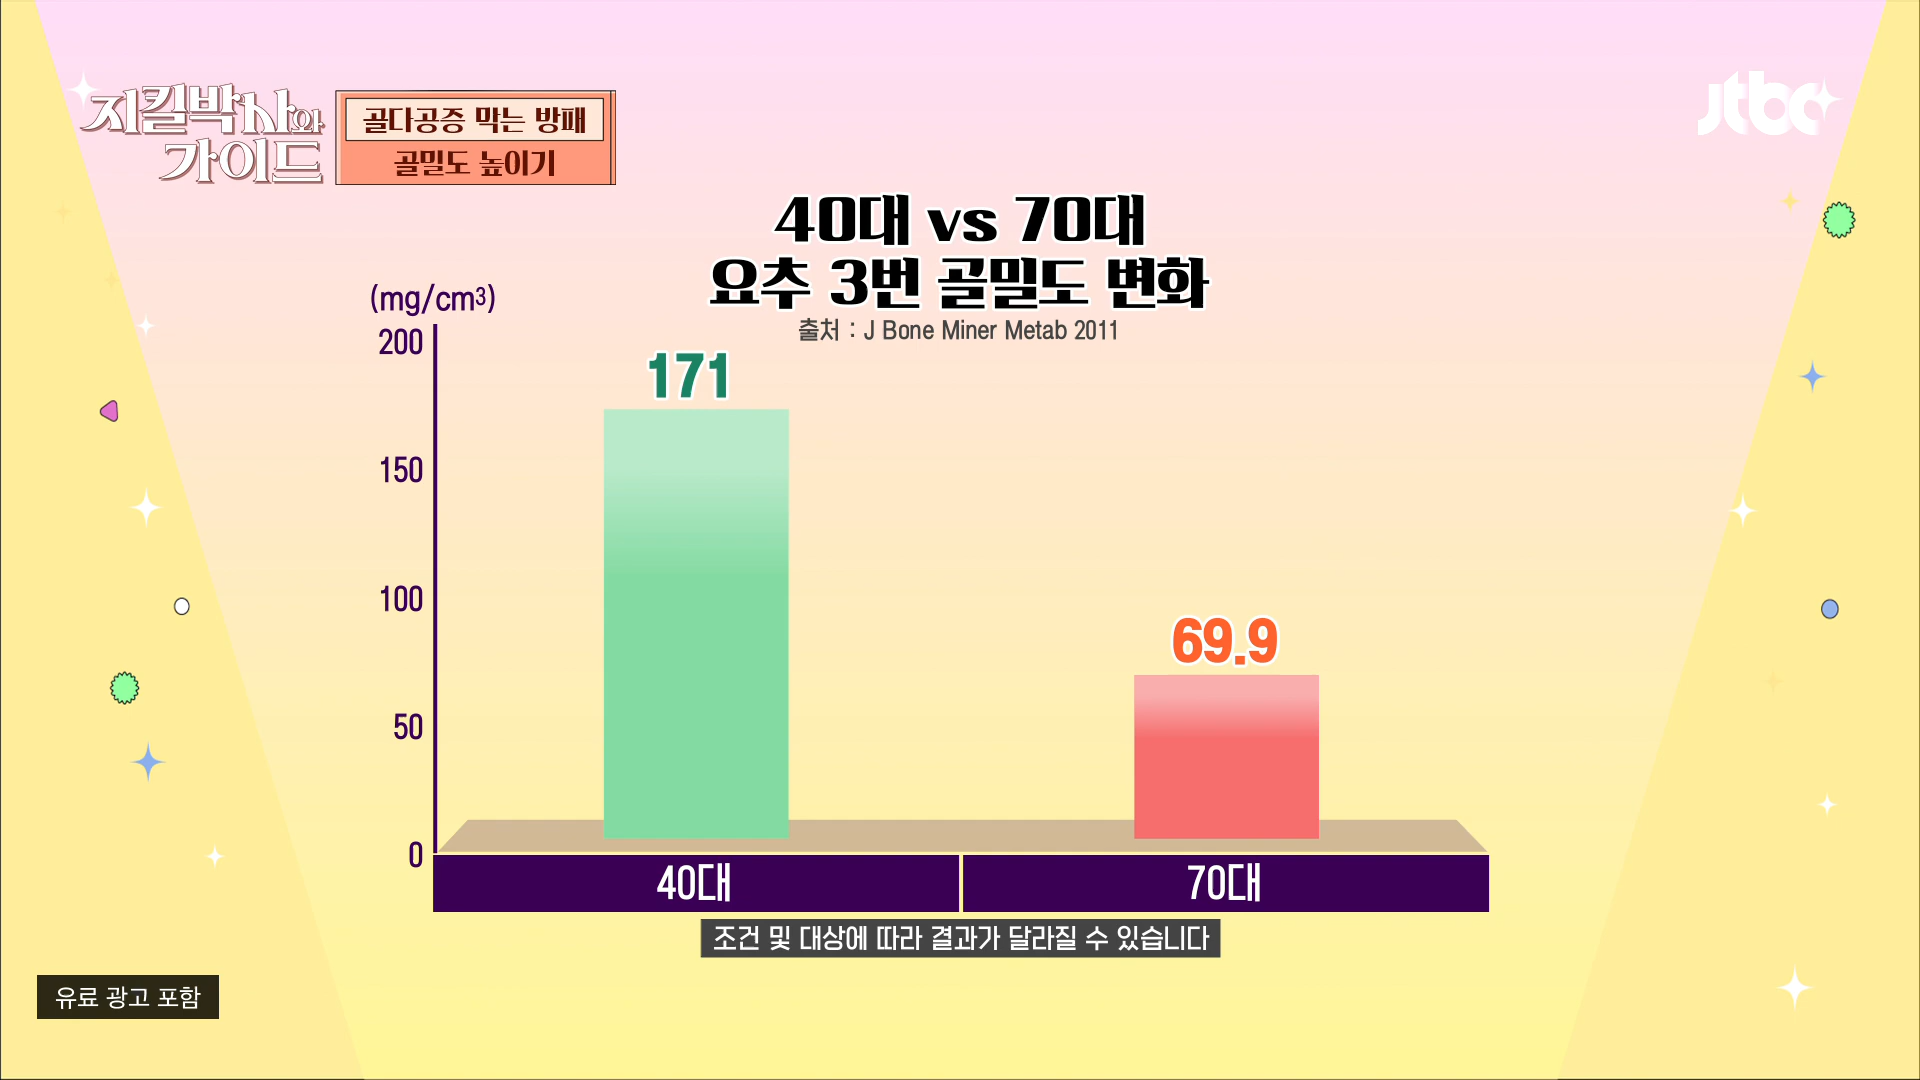 지킬박사와
가이드
골다공증 막는 방패
골밀도 높이기
jtbc
40대 vs 70대
요추 3번 골밀도 변화
출처 : J Bone Miner Metab 2011
(mg/cm³)
200
150
100
50
0
171
69.9
40대
70대
조건 및 대상에 따라 결과가 달라질 수 있습니다
유료 광고 포함